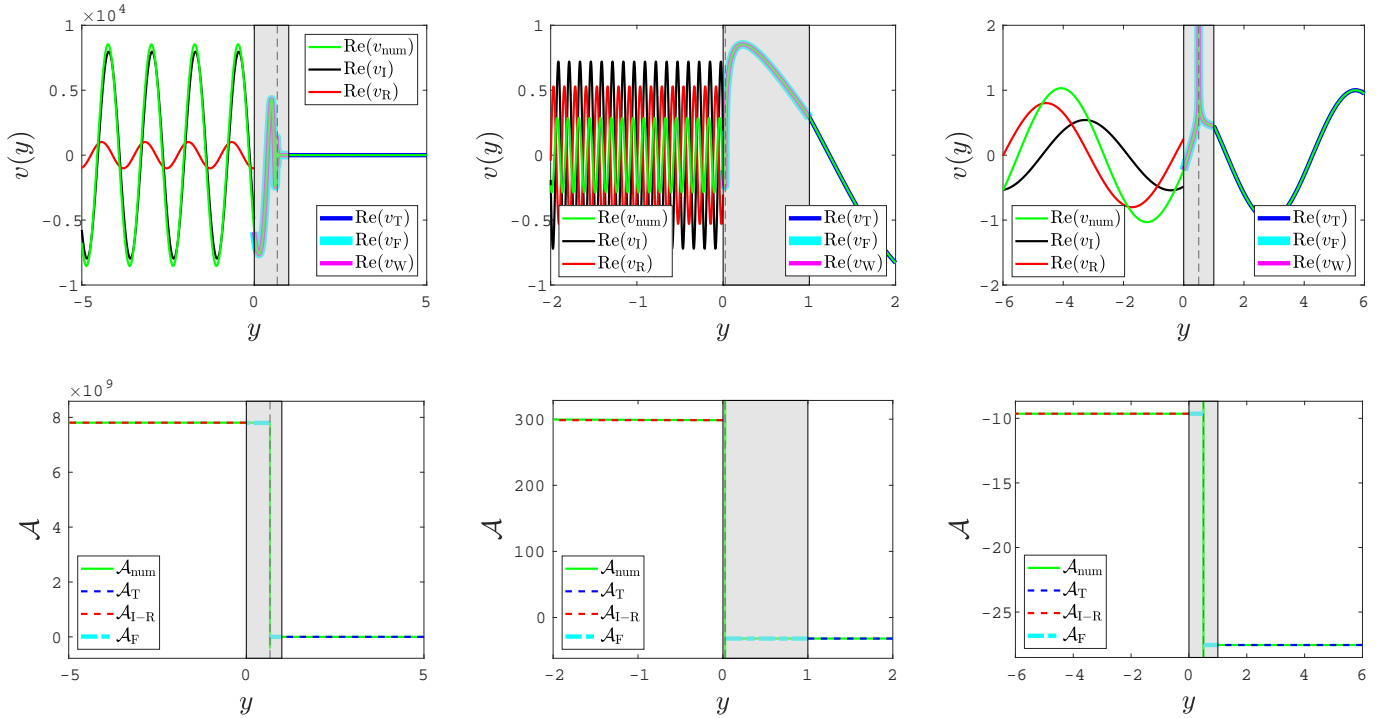 ×10⁴
v(y)
1
0.5
0
-0.5
-1
Re(v_num)
Re(v_I)
Re(v_R)
Re(v_T)
Re(v_F)
Re(v_W)
-5 0 5
y
v(y)
1
0.5
0
-0.5
-1
Re(v_num)
Re(v_I)
Re(v_R)
Re(v_T)
Re(v_F)
Re(v_W)
-2 -1 0 1 2
y
v(y)
2
1
0
-1
-2
Re(v_num)
Re(v_I)
Re(v_R)
Re(v_T)
Re(v_F)
Re(v_W)
-6 -4 -2 0 2 4 6
y
×10⁹
𝒜
8
6
4
2
0
𝒜_num
𝒜_T
𝒜_I−R
𝒜_F
-5 0 5
y
𝒜
300
200
100
0
𝒜_num
𝒜_T
𝒜_I−R
𝒜_F
-2 -1 0 1 2
y
𝒜
-10
-15
-20
-25
𝒜_num
𝒜_T
𝒜_I−R
𝒜_F
-6 -4 -2 0 2 4 6
y